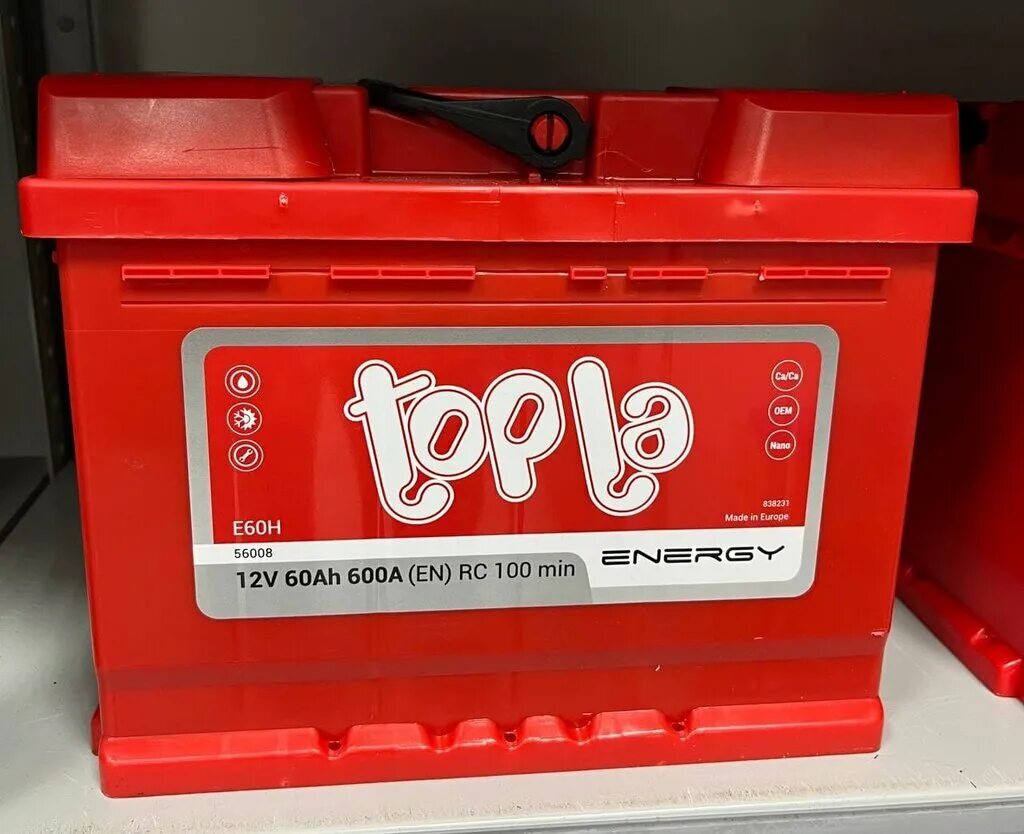 topla
Ca/Ca
OEM
Nano
838231
Made in Europe
E60H
56008
12V 60Ah 600A (EN) RC 100 min
ENERGY